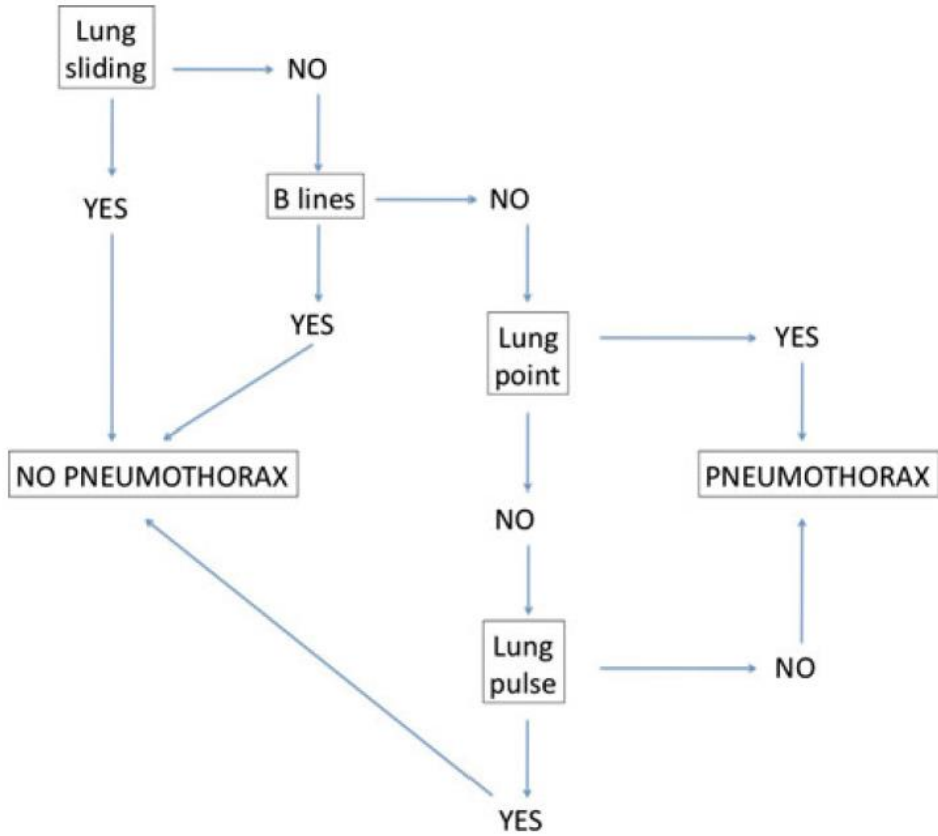 Lung
sliding
NO
YES
B lines
NO
YES
Lung
point
YES
NO PNEUMOTHORAX
PNEUMOTHORAX
NO
Lung
pulse
NO
YES